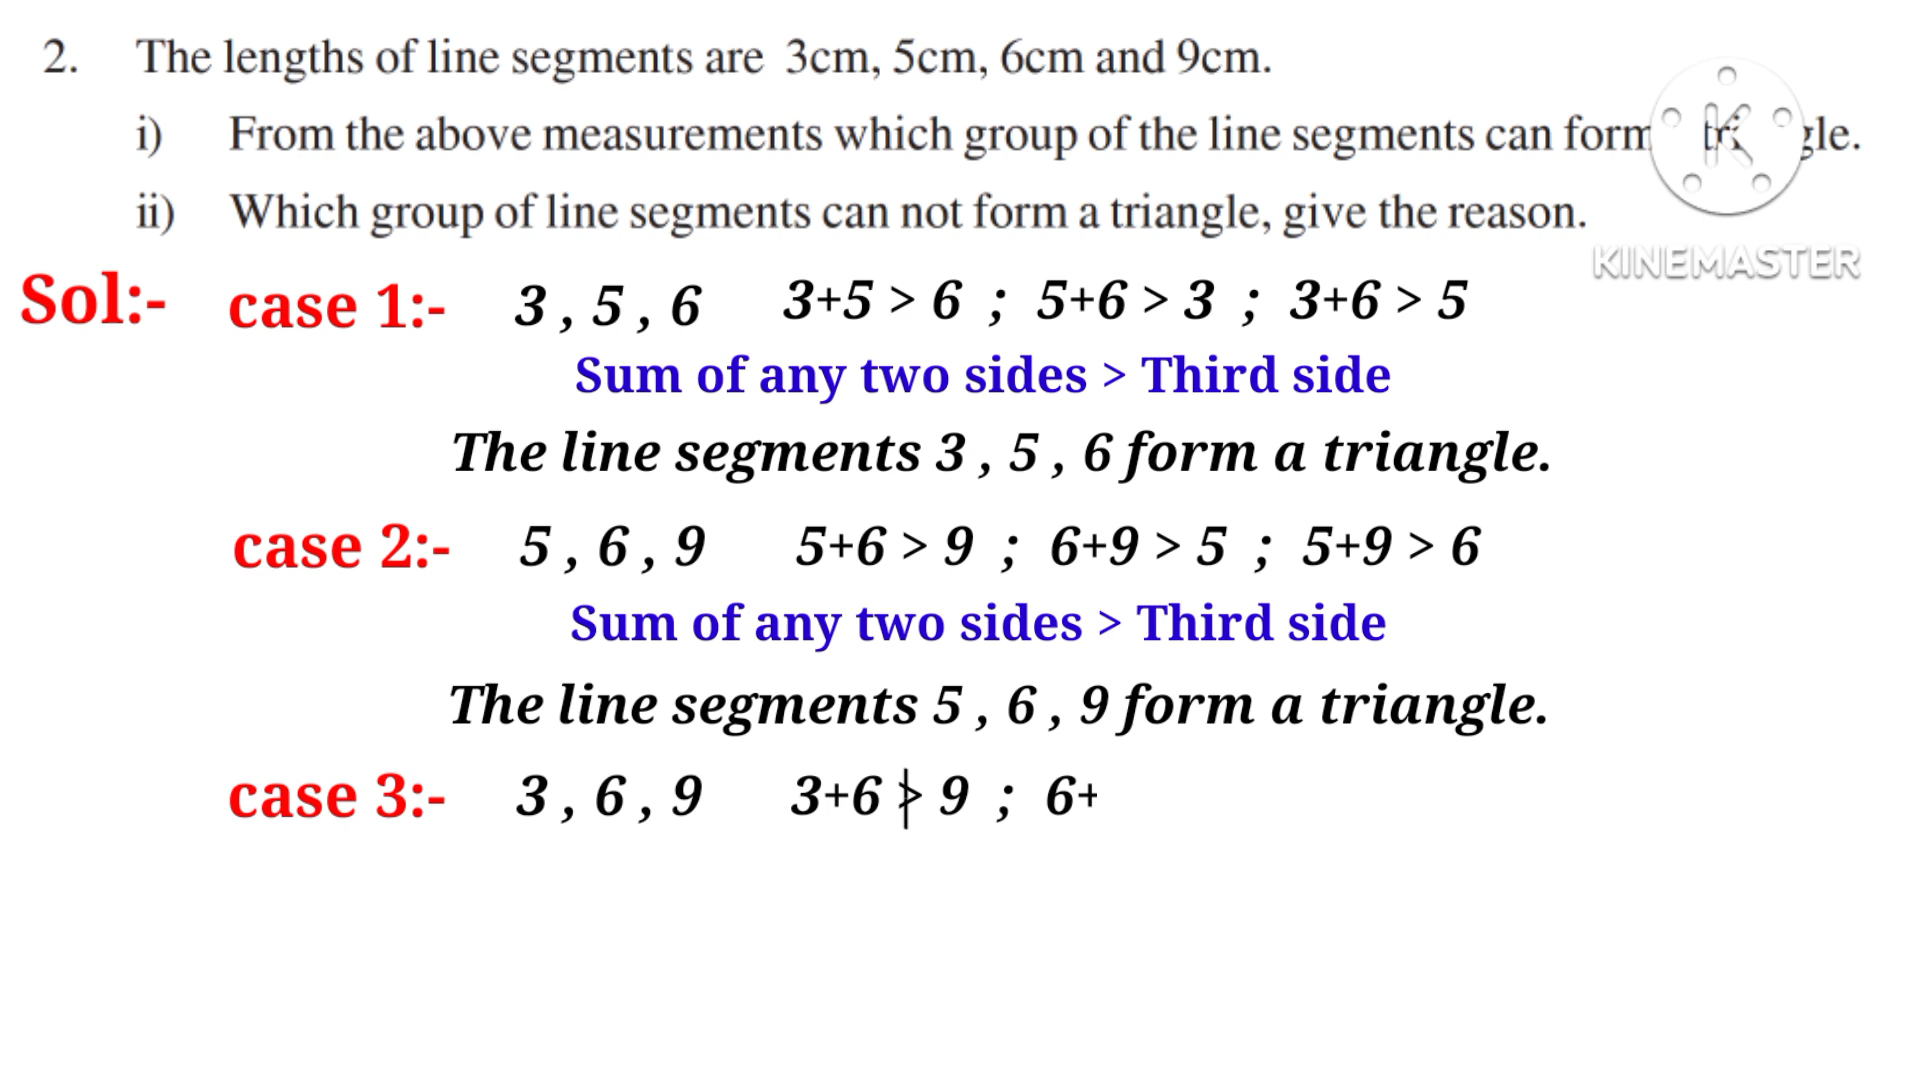 2. The lengths of line segments are 3cm, 5cm, 6cm and 9cm.
i) From the above measurements which group of the line segments can form tri gle.
ii) Which group of line segments can not form a triangle, give the reason.
KINEMASTER
Sol:- case 1:- 3 , 5 , 6 3+5 > 6 ; 5+6 > 3 ; 3+6 > 5
Sum of any two sides > Third side
The line segments 3 , 5 , 6 form a triangle.
case 2:- 5 , 6 , 9 5+6 > 9 ; 6+9 > 5 ; 5+9 > 6
Sum of any two sides > Third side
The line segments 5 , 6 , 9 form a triangle.
case 3:- 3 , 6 , 9 3+6 ≯ 9 ; 6+